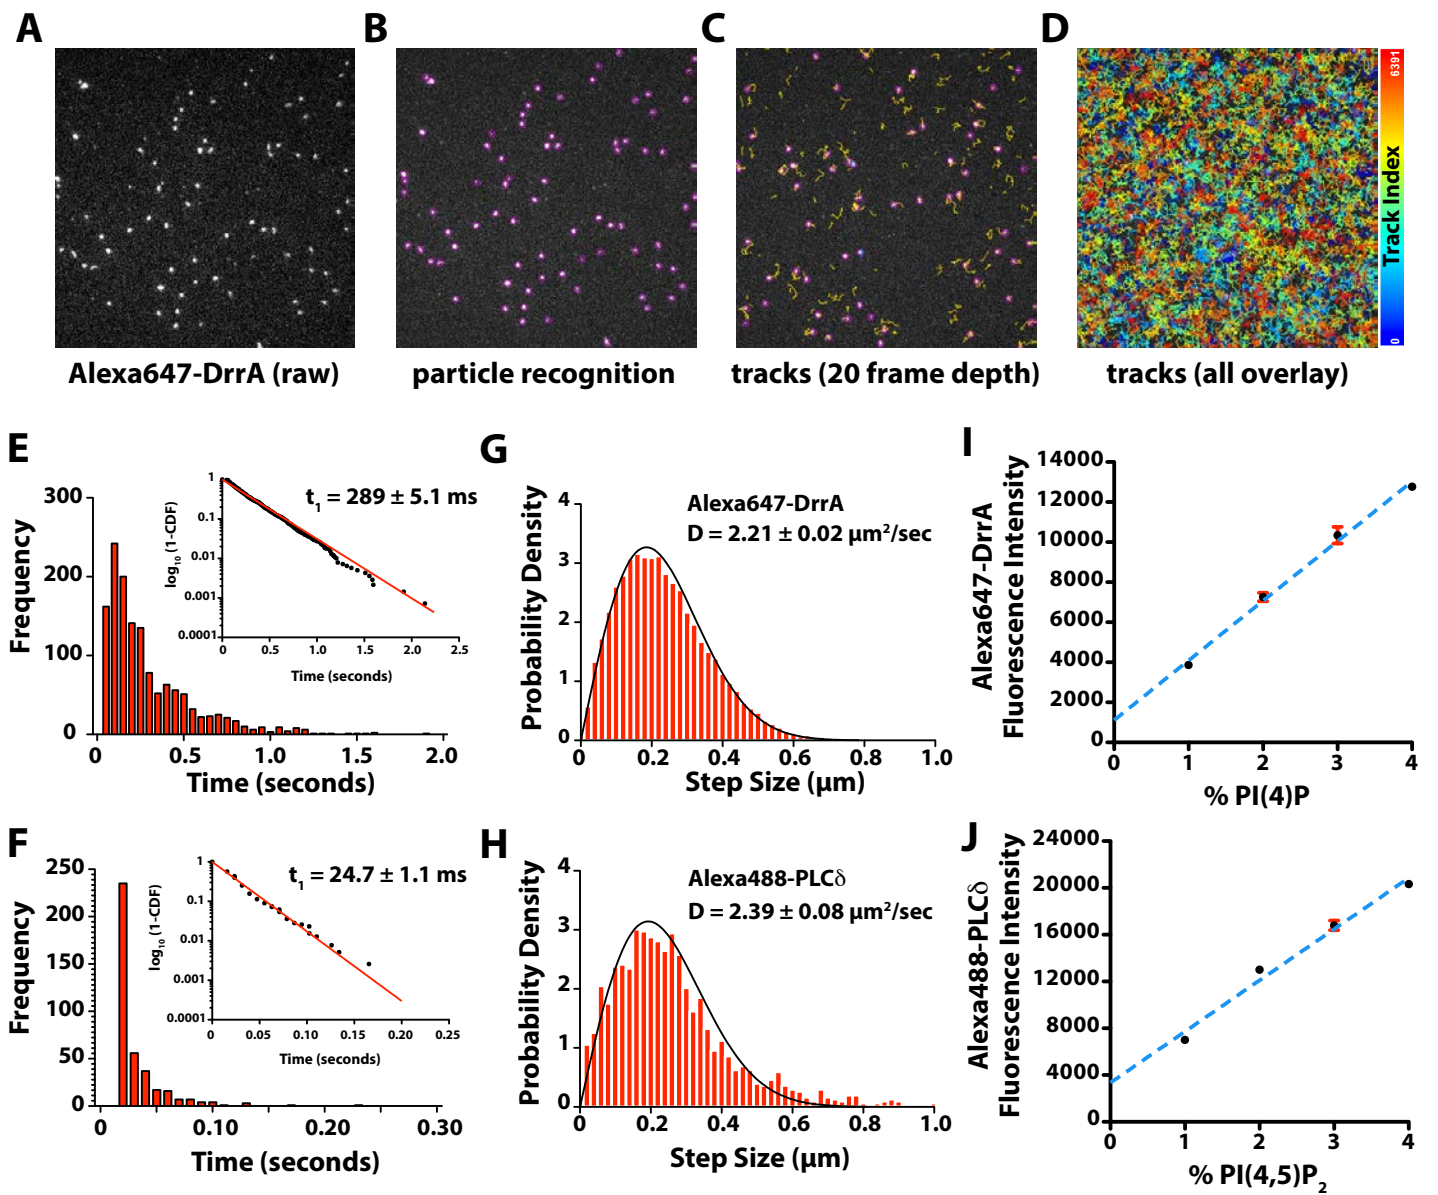 A
B
C
D
Alexa647-DrrA (raw)
particle recognition
tracks (20 frame depth)
tracks (all overlay)
6391
Track Index
0
E
Frequency
300
200
100
0
0
0.5
1.0
1.5
2.0
Time (seconds)
t1 = 289 ± 5.1 ms
log10 (1-CDF)
1
0.1
0.01
0.001
0.0001
0
0.5
1.0
1.5
2.0
2.5
Time (seconds)
G
Probability Density
4
3
2
1
0
Alexa647-DrrA
D = 2.21 ± 0.02 µm²/sec
0
0.2
0.4
0.6
0.8
1.0
Step Size (µm)
I
Alexa647-DrrA
Fluorescence Intensity
14000
12000
10000
8000
6000
4000
2000
0
0
1
2
3
4
% PI(4)P
F
Frequency
250
200
150
100
50
0
0
0.10
0.20
0.30
Time (seconds)
t1 = 24.7 ± 1.1 ms
log10 (1-CDF)
1
0.1
0.01
0.001
0.0001
0
0.05
0.10
0.15
0.20
0.25
Time (seconds)
H
Probability Density
4
3
2
1
0
Alexa488-PLCδ
D = 2.39 ± 0.08 µm²/sec
0
0.2
0.4
0.6
0.8
1.0
Step Size (µm)
J
Alexa488-PLCδ
Fluorescence Intensity
24000
20000
16000
12000
8000
4000
0
0
1
2
3
4
% PI(4,5)P2